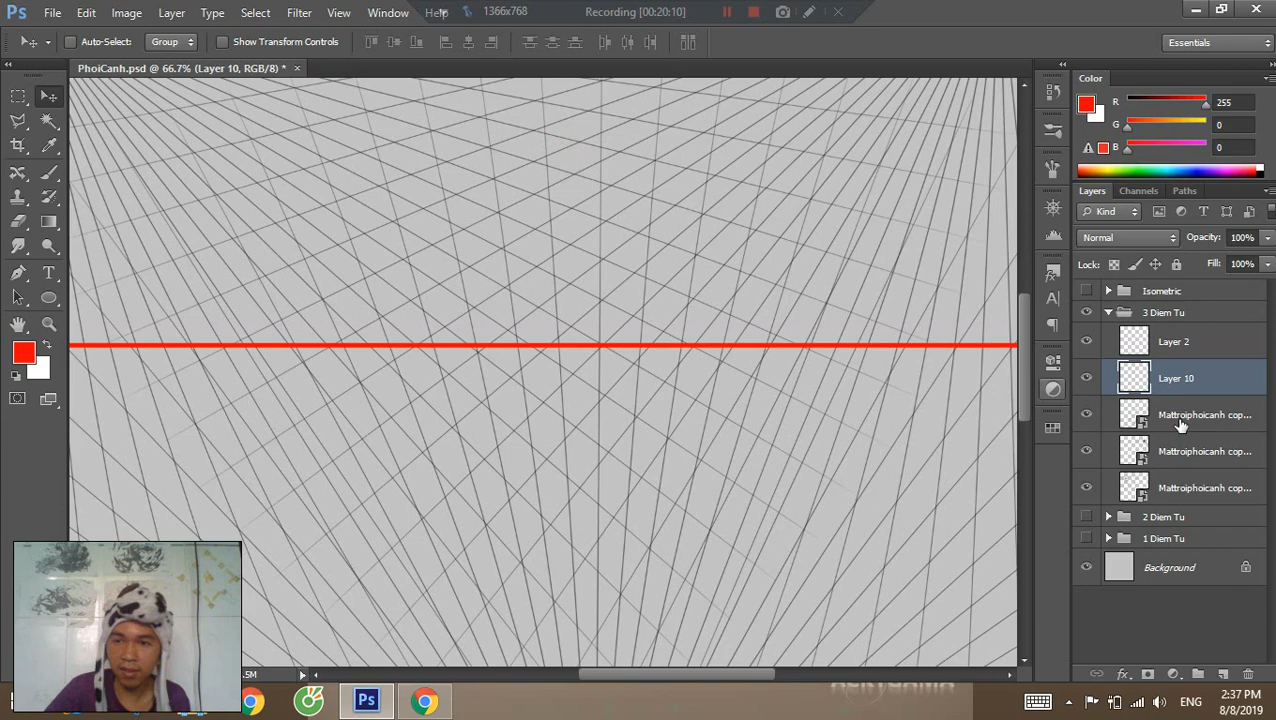 Ps File Edit Image Layer Type Select Filter View Window Help 1366x768 Recording [00:20:10]
Auto-Select: Group Show Transform Controls Essentials
PhoiCanh.psd @ 66.7% (Layer 10, RGB/8) * ×
Color
R 255
G 0
B 0
Layers Channels Paths
Kind
Normal Opacity: 100%
Lock: Fill: 100%
Isometric
3 Diem Tu
Layer 2
Layer 10
Mattroiphoicanh cop...
Mattroiphoicanh cop...
Mattroiphoicanh cop...
2 Diem Tu
1 Diem Tu
Background
.5M
Ps ENG 2:37 PM
8/8/2019